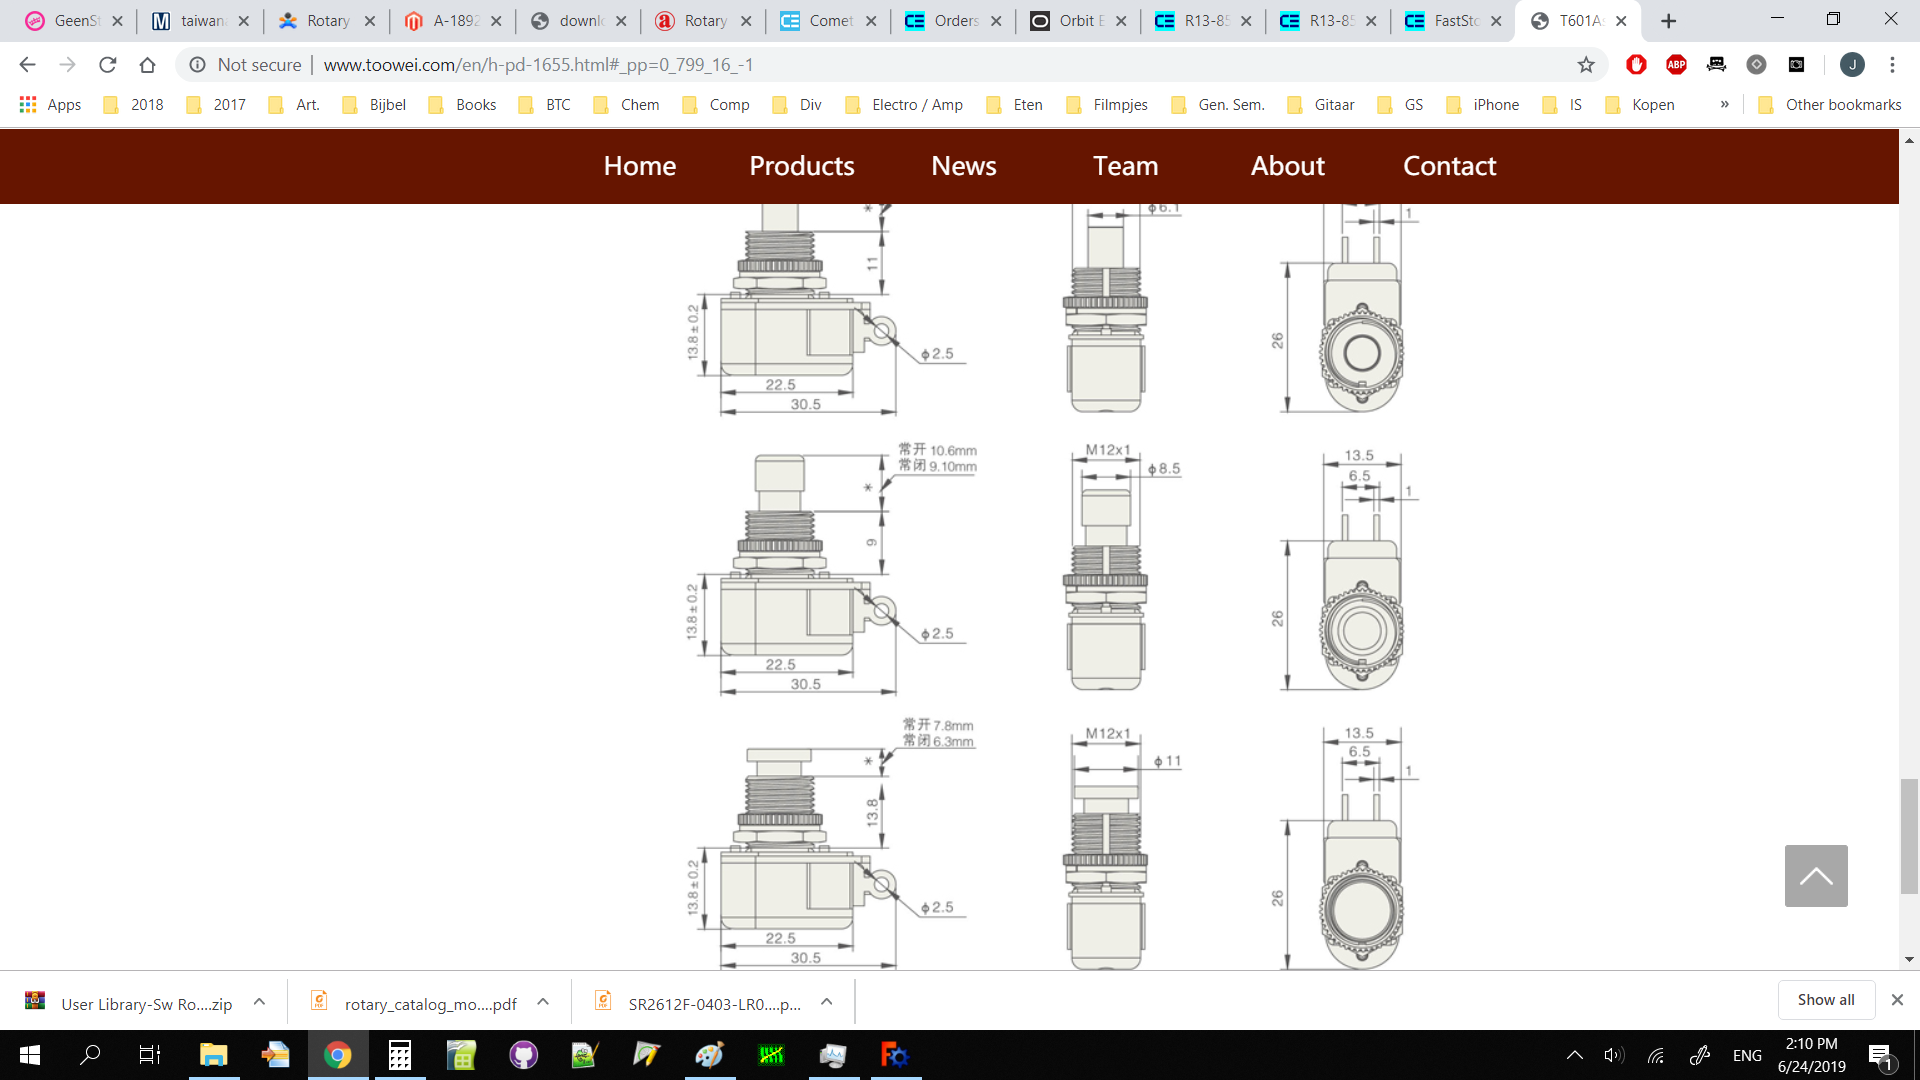 GeenSt
taiwan
Rotary
A-1892
downlo
Rotary
Comet
Orders
Orbit E
R13-85
R13-85
FastSto
T601A
Not secure
www.toowei.com/en/h-pd-1655.html#_pp=0_799_16_-1
ABP
J
Apps
2018
2017
Art.
Bijbel
Books
BTC
Chem
Comp
Div
Electro / Amp
Eten
Filmpjes
Gen. Sem.
Gitaar
GS
iPhone
IS
Kopen
»
Other bookmarks
Home
Products
News
Team
About
Contact
*
ϕ6.1
1
11
13.8±0.2
ϕ2.5
22.5
30.5
26
常开 10.6mm
常闭 9.10mm
*
9
13.8±0.2
ϕ2.5
22.5
30.5
M12x1
ϕ8.5
13.5
6.5
1
26
常开 7.8mm
常闭 6.3mm
*
13.8
13.8±0.2
ϕ2.5
22.5
30.5
M12x1
ϕ11
13.5
6.5
1
26
User Library-Sw Ro....zip
rotary_catalog_mo....pdf
SR2612F-0403-LR0....p...
Show all
ENG
2:10 PM
6/24/2019
1